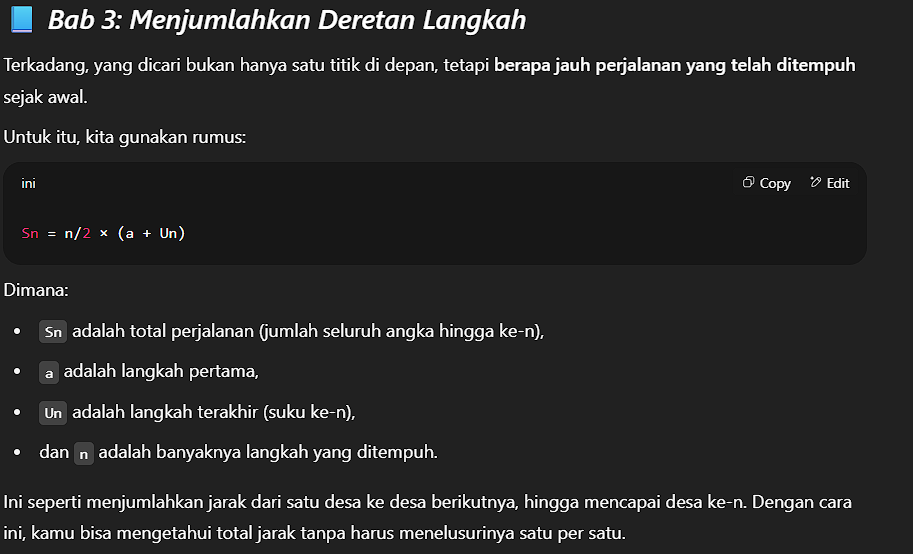 📘 Bab 3: Menjumlahkan Deretan Langkah
Terkadang, yang dicari bukan hanya satu titik di depan, tetapi berapa jauh perjalanan yang telah ditempuh
sejak awal.
Untuk itu, kita gunakan rumus:
ini Copy Edit
Sn = n/2 × (a + Un)
Dimana:
• Sn adalah total perjalanan (jumlah seluruh angka hingga ke-n),
• a adalah langkah pertama,
• Un adalah langkah terakhir (suku ke-n),
• dan n adalah banyaknya langkah yang ditempuh.
Ini seperti menjumlahkan jarak dari satu desa ke desa berikutnya, hingga mencapai desa ke-n. Dengan cara
ini, kamu bisa mengetahui total jarak tanpa harus menelusurinya satu per satu.